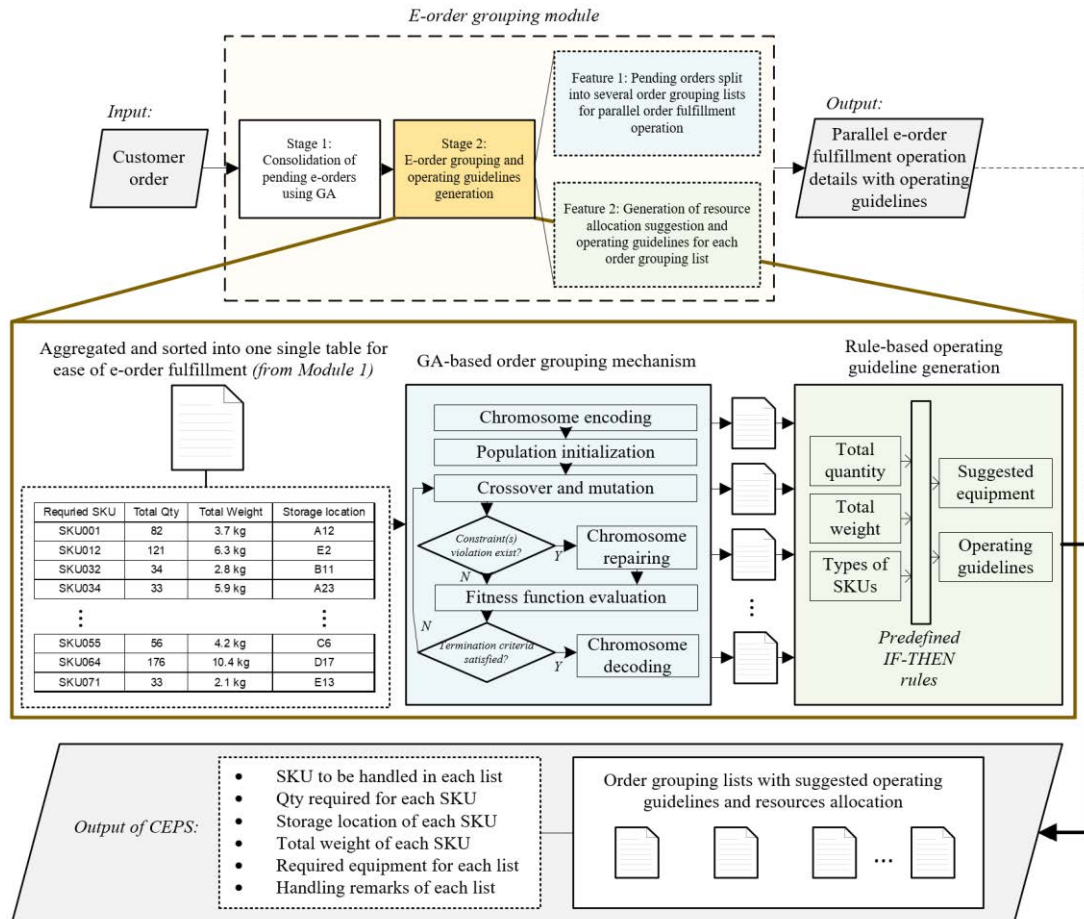 E-order grouping module
Input:
Customer
order
Stage 1:
Consolidation of
pending e-orders
using GA
Stage 2:
E-order grouping and
operating guidelines
generation
Feature 1: Pending orders split
into several order grouping lists
for parallel order fulfillment
operation
Feature 2: Generation of resource
allocation suggestion and
operating guidelines for each
order grouping list
Output:
Parallel e-order
fulfillment operation
details with operating
guidelines
Aggregated and sorted into one single table for
ease of e-order fulfillment (from Module 1)
Requried SKU Total Qty Total Weight Storage location
SKU001 82 3.7 kg A12
SKU012 121 6.3 kg E2
SKU032 34 2.8 kg B11
SKU034 33 5.9 kg A23
SKU055 56 4.2 kg C6
SKU064 176 10.4 kg D17
SKU071 33 2.1 kg E13
GA-based order grouping mechanism
Chromosome encoding
Population initialization
Crossover and mutation
Constraint(s)
violation exist?
Y
N
Chromosome
repairing
Fitness function evaluation
N
Termination criteria
satisfied?
Y
Chromosome
decoding
Rule-based operating
guideline generation
Total
quantity
Total
weight
Types of
SKUs
Suggested
equipment
Operating
guidelines
Predefined
IF-THEN
rules
Output of CEPS:
• SKU to be handled in each list
• Qty required for each SKU
• Storage location of each SKU
• Total weight of each SKU
• Required equipment for each list
• Handling remarks of each list
Order grouping lists with suggested operating
guidelines and resources allocation
...